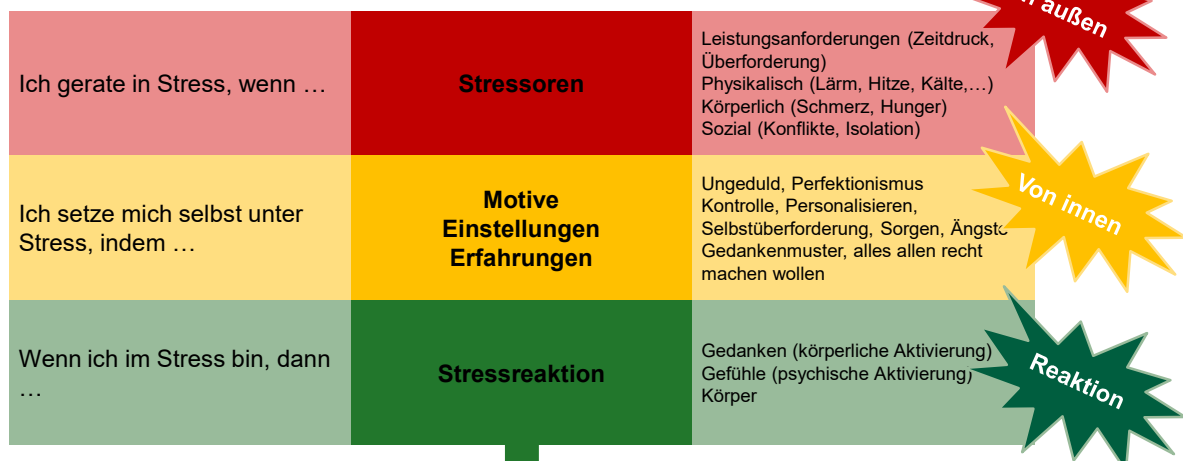 außen
Ich gerate in Stress, wenn …
Stressoren
Leistungsanforderungen (Zeitdruck,
Überforderung)
Physikalisch (Lärm, Hitze, Kälte,…)
Körperlich (Schmerz, Hunger)
Sozial (Konflikte, Isolation)
Ich setze mich selbst unter
Stress, indem …
Motive
Einstellungen
Erfahrungen
Ungeduld, Perfektionismus
Kontrolle, Personalisieren,
Selbstüberforderung, Sorgen, Ängste
Gedankenmuster, alles allen recht
machen wollen
Von innen
Wenn ich im Stress bin, dann
…
Stressreaktion
Gedanken (körperliche Aktivierung)
Gefühle (psychische Aktivierung)
Körper
Reaktion